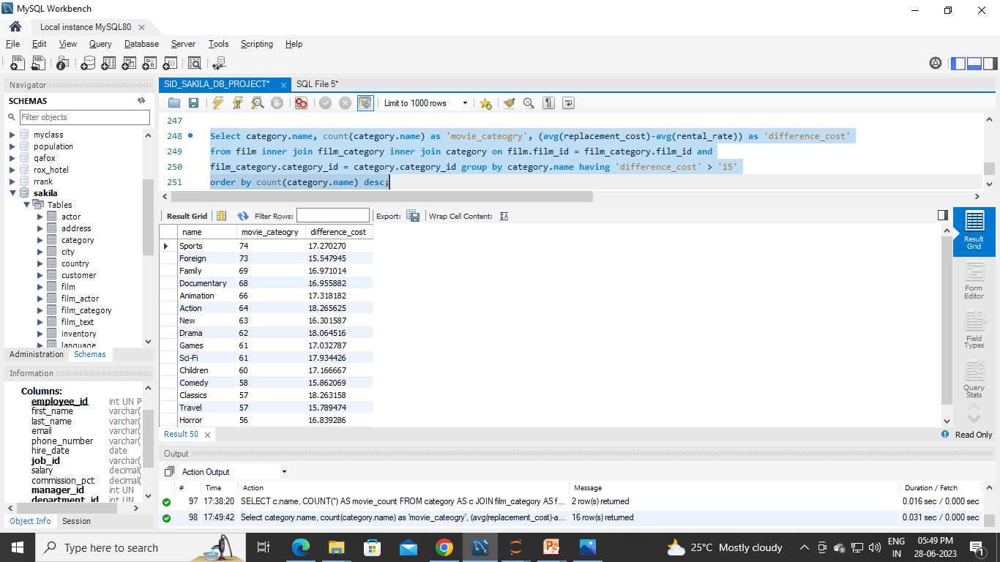 MySQL Workbench
Local instance MySQL80
File Edit View Query Database Server Tools Scripting Help
Navigator
SCHEMAS
Filter objects
myclass
population
qafox
rox_hotel
rrank
sakila
Tables
actor
address
category
city
country
customer
film
film_actor
film_category
film_text
inventory
language
Administration Schemas
Information
Columns:
employee_id int UN P
first_name varchar(
last_name varchar(
email varchar(
phone_number varchar(
hire_date date
job_id varchar(
salary decimal(
commission_pct decimal(
manager_id int UN
department_id int UN
Object Info Session
SID_SAKILA_DB_PROJECT* SQL File 5*
Limit to 1000 rows
247
248 Select category.name, count(category.name) as 'movie_cateogry', (avg(replacement_cost)-avg(rental_rate)) as 'difference_cost'
249 from film inner join film_category inner join category on film.film_id = film_category.film_id and
250 film_category.category_id = category.category_id group by category.name having 'difference_cost' > '15'
251 order by count(category.name) desc;
Result Grid Filter Rows: Export: Wrap Cell Content:
name movie_cateogry difference_cost
Sports 74 17.270270
Foreign 73 15.547945
Family 69 16.971014
Documentary 68 16.955882
Animation 66 17.318182
Action 64 18.265625
New 63 16.301587
Drama 62 18.064516
Games 61 17.032787
Sci-Fi 61 17.934426
Children 60 17.166667
Comedy 58 15.862069
Classics 57 18.263158
Travel 57 15.789474
Horror 56 16.839286
Result Grid
Form Editor
Field Types
Query Stats
Result 50
Read Only
Output
Action Output
# Time Action Message Duration / Fetch
97 17:38:20 SELECT c.name, COUNT(*) AS movie_count FROM category AS c JOIN film_category AS f... 2 row(s) returned 0.016 sec / 0.000 sec
98 17:49:42 Select category.name, count(category.name) as 'movie_cateogry', (avg(replacement_cost)-a... 16 row(s) returned 0.031 sec / 0.000 sec
Type here to search
25°C Mostly cloudy
ENG
IN
05:49 PM
28-06-2023
1